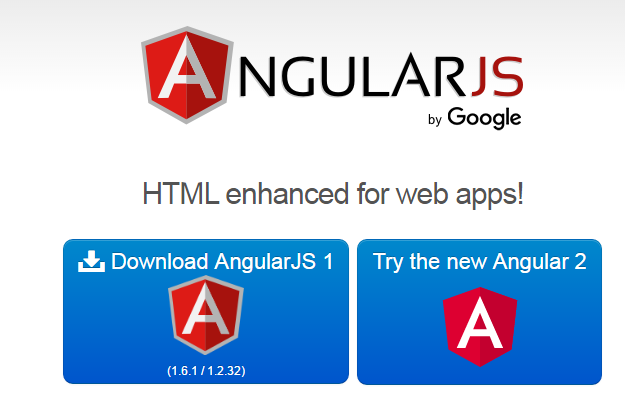 ANGULARJS
by Google
HTML enhanced for web apps!
Download AngularJS 1
A
(1.6.1 / 1.2.32)
Try the new Angular 2
A